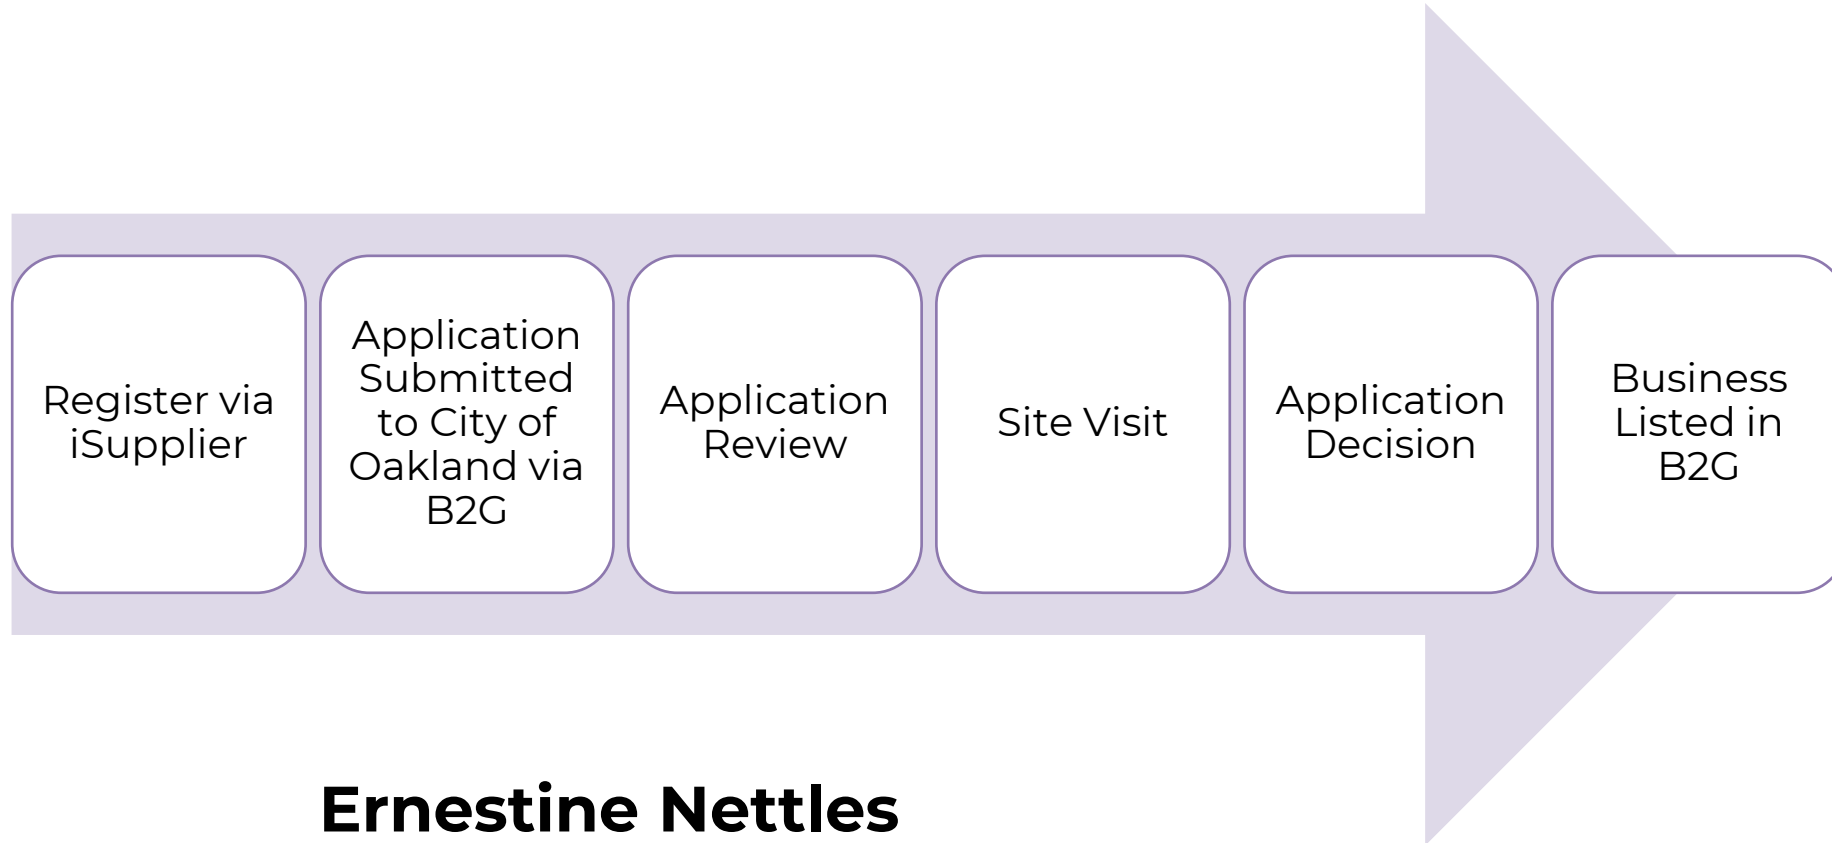 Register via
iSupplier
Application
Submitted
to City of
Oakland via
B2G
Application
Review
Site Visit
Application
Decision
Business
Listed in
B2G
Ernestine Nettles